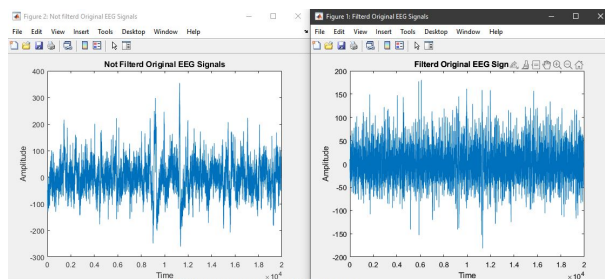 Figure 2: Not filterd Original EEG Signals
File Edit View Insert Tools Desktop Window Help
Not Filterd Original EEG Signals
400
300
200
100
0
-100
-200
-300
Amplitude
0 0.2 0.4 0.6 0.8 1 1.2 1.4 1.6 1.8 2
Time
× 10^4
Figure 1: Filterd Original EEG Signals
File Edit View Insert Tools Desktop Window Help
Filterd Original EEG Sign
200
150
100
50
0
-50
-100
-150
-200
Amplitude
0 0.2 0.4 0.6 0.8 1 1.2 1.4 1.6 1.8 2
Time
× 10^4